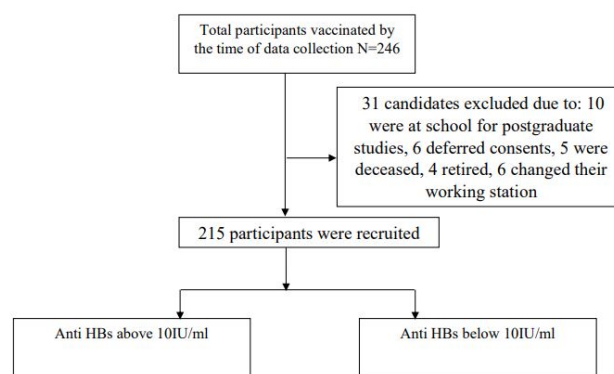 Total participants vaccinated by
the time of data collection N=246
31 candidates excluded due to: 10
were at school for postgraduate
studies, 6 deferred consents, 5 were
deceased, 4 retired, 6 changed their
working station
215 participants were recruited
Anti HBs above 10IU/ml
Anti HBs below 10IU/ml